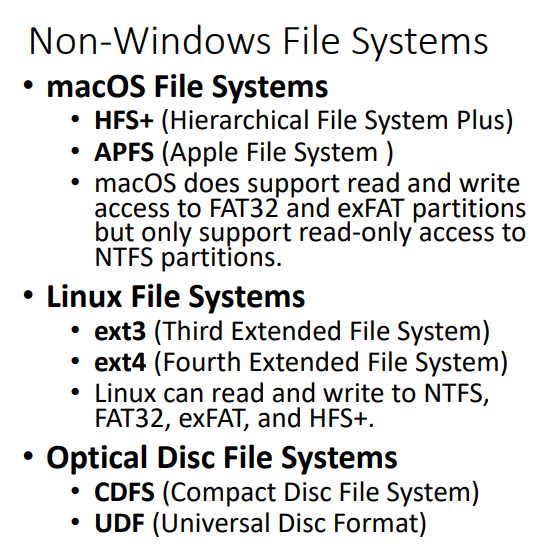 Non-Windows File Systems
• macOS File Systems
• HFS+ (Hierarchical File System Plus)
• APFS (Apple File System )
• macOS does support read and write
access to FAT32 and exFAT partitions
but only support read-only access to
NTFS partitions.
• Linux File Systems
• ext3 (Third Extended File System)
• ext4 (Fourth Extended File System)
• Linux can read and write to NTFS,
FAT32, exFAT, and HFS+.
• Optical Disc File Systems
• CDFS (Compact Disc File System)
• UDF (Universal Disc Format)